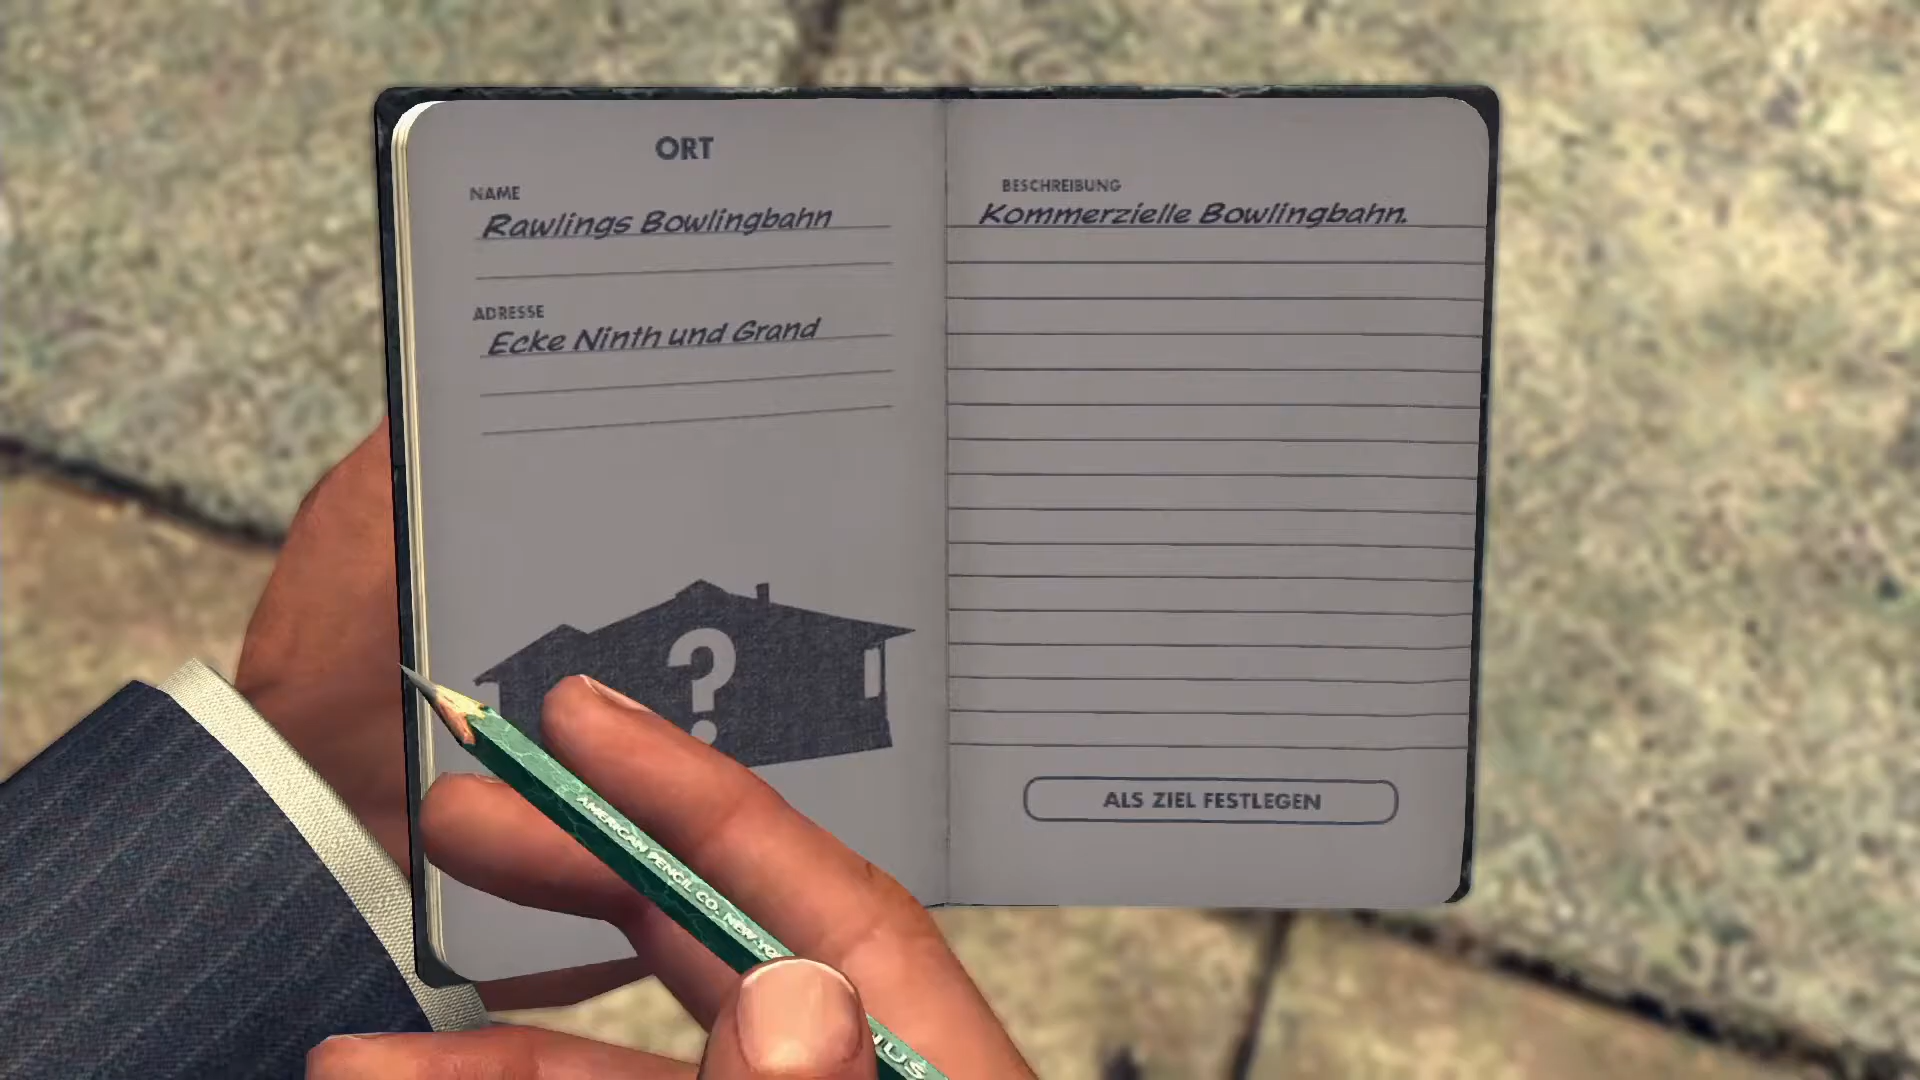 ORT
NAME
Rawlings Bowlingbahn
ADRESSE
Ecke Ninth und Grand
?
BESCHREIBUNG
Kommerzielle Bowlingbahn.
ALS ZIEL FESTLEGEN
AMERICAN PENCIL CO. NEW YO
IUS